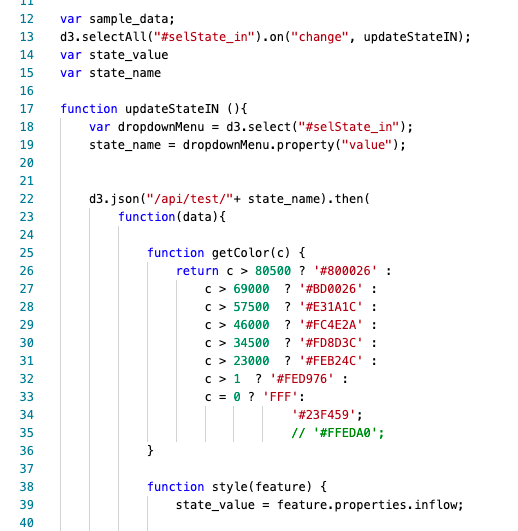 11
12 var sample_data;
13 d3.selectAll("#selState_in").on("change", updateStateIN);
14 var state_value
15 var state_name
16
17 function updateStateIN (){
18     var dropdownMenu = d3.select("#selState_in");
19     state_name = dropdownMenu.property("value");
20
21
22     d3.json("/api/test/"+ state_name).then(
23         function(data){
24
25             function getColor(c) {
26                 return c > 80500 ? '#800026' :
27                     c > 69000  ? '#BD0026' :
28                     c > 57500  ? '#E31A1C' :
29                     c > 46000  ? '#FC4E2A' :
30                     c > 34500  ? '#FD8D3C' :
31                     c > 23000  ? '#FEB24C' :
32                     c > 1  ? '#FED976' :
33                     c = 0 ? 'FFF':
34                                 '#23F459';
35                                 // '#FFEDA0';
36             }
37
38             function style(feature) {
39                 state_value = feature.properties.inflow;
40